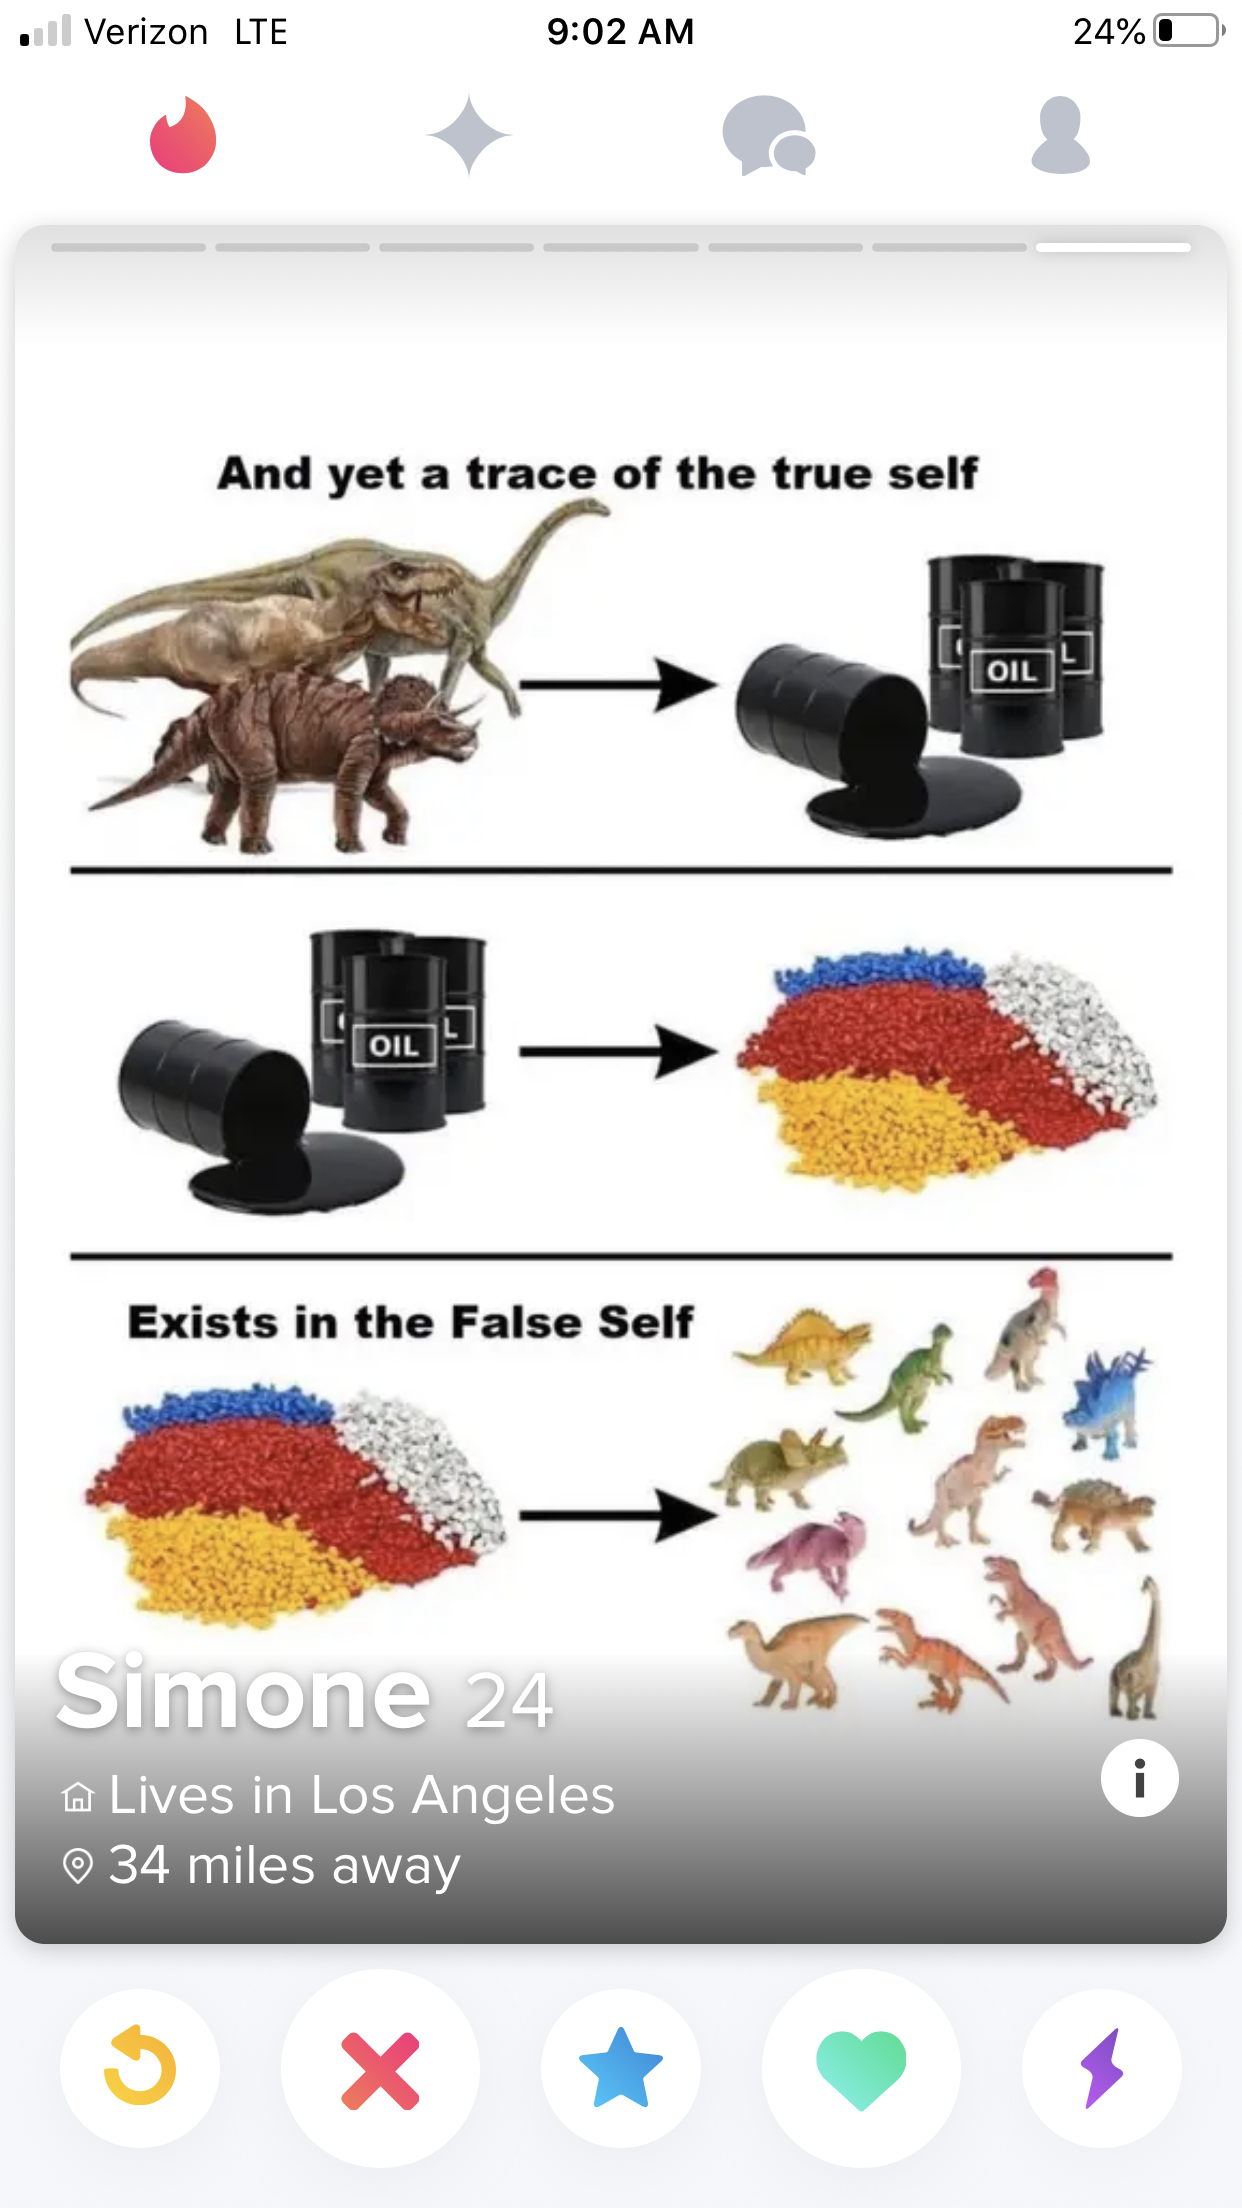 Verizon LTE 9:02 AM 24%
And yet a trace of the true self
OIL
OIL
Exists in the False Self
Simone 24
Lives in Los Angeles
34 miles away